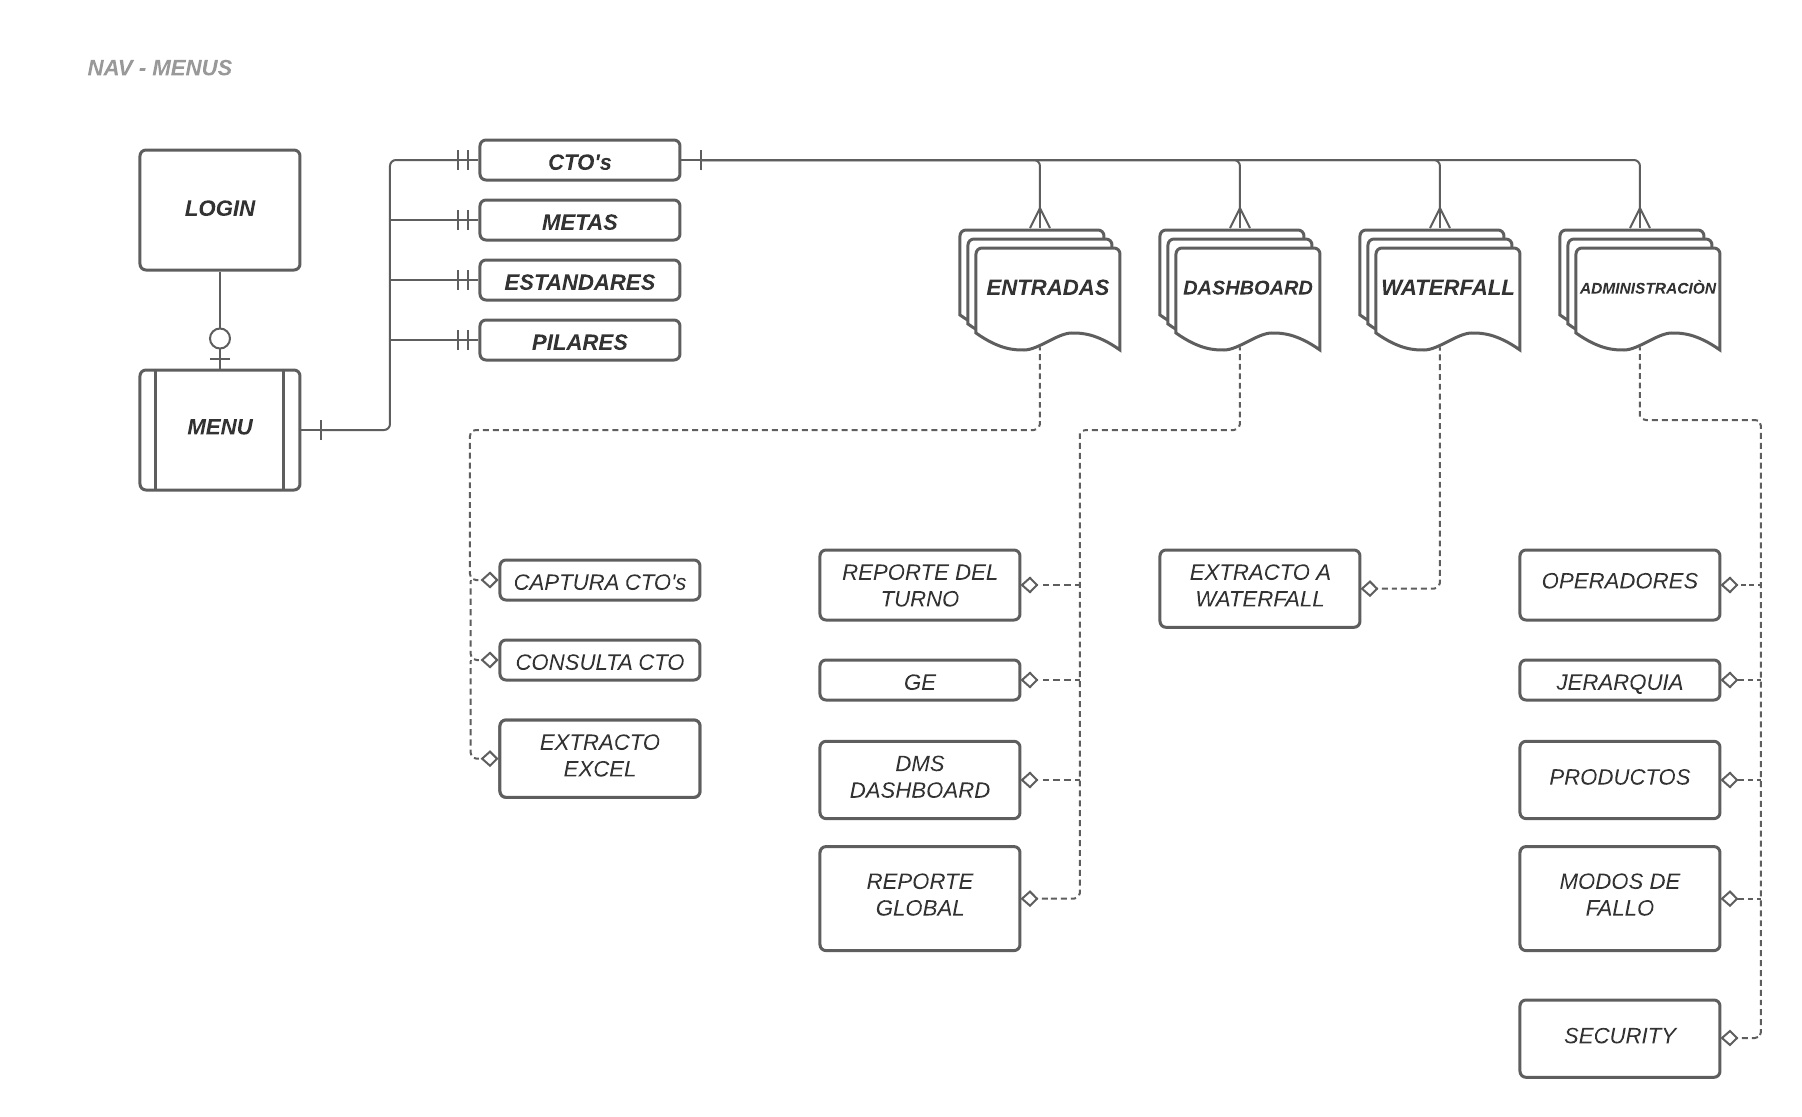 NAV - MENUS
LOGIN
MENU
CTO's
METAS
ESTANDARES
PILARES
ENTRADAS
DASHBOARD
WATERFALL
ADMINISTRACIÒN
CAPTURA CTO's
CONSULTA CTO
EXTRACTO
EXCEL
REPORTE DEL
TURNO
GE
DMS
DASHBOARD
REPORTE
GLOBAL
EXTRACTO A
WATERFALL
OPERADORES
JERARQUIA
PRODUCTOS
MODOS DE
FALLO
SECURITY